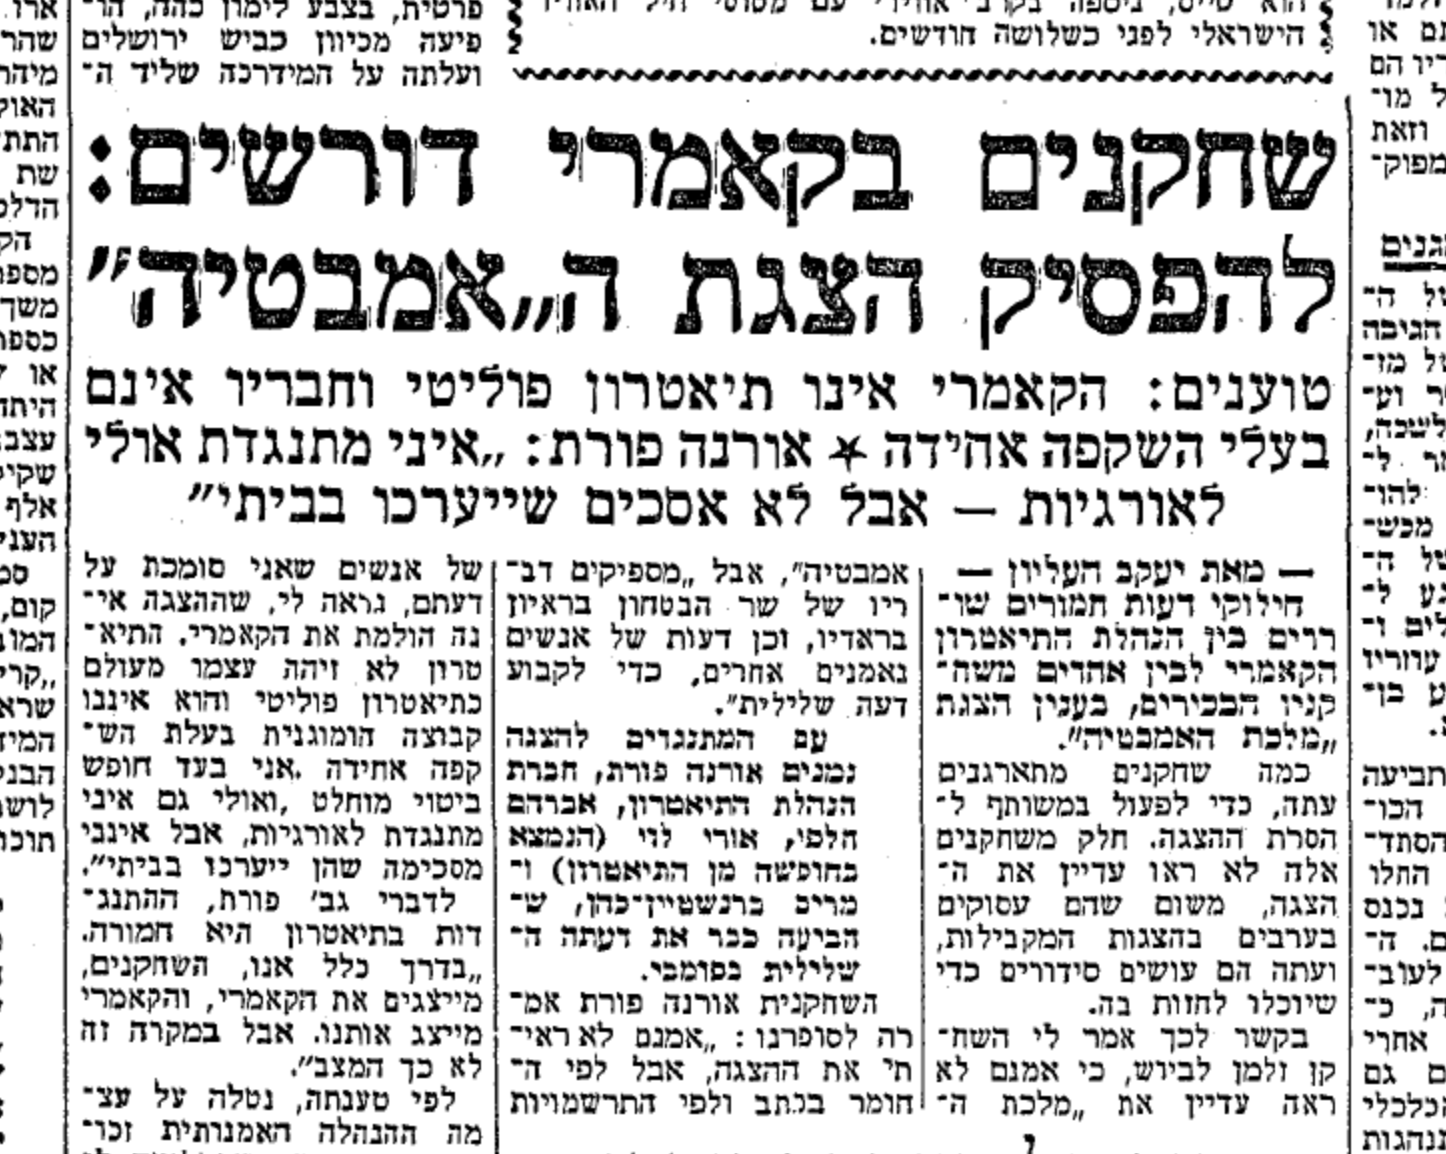 הישראלי לפני כשלושה חודשים.
פרטית, בצבע לימון כהה, הו־
פיעה מכיוון כביש ירושלים
ועלתה על המידרכה שליד ה־
שחקנים בקאמרי דורשים:
להפסיק הצגת ה„אמבטיה"
טוענים: הקאמרי אינו תיאטרון פוליטי וחבריו אינם
בעלי השקפה אחידה ★ אורנה פורת: „איני מתנגדת אולי
לאורגיות — אבל לא אסכים שייערכו בביתי"
— מאת יעקב העליון —
חילוקי דעות חמורים שו־
ררים בין הנהלת התיאטרון
הקאמרי לבין אחדים משח־
קניו הבכירים, בענין הצגת
„מלכת האמבטיה".
כמה שחקנים מתארגנים
עתה, כדי לפעול במשותף ל־
הסרת ההצגה. חלק משחקנים
אלה לא ראו עדיין את ה־
הצגה, משום שהם עסוקים
בערבים בהצגות המקבילות,
ועתה הם עושים סידורים כדי
שיוכלו לחזות בה.
בקשר לכך אמר לי השח־
קן זלמן לביוש, כי אמנם לא
ראה עדיין את „מלכת ה־
אמבטיה", אבל „מספיקים דב־
ריו של שר הבטחון בראיון
בראדיו, וכן דעות של אנשים
נאמנים אחרים, כדי לקבוע
דעה שלילית".
עם המתנגדים להצגה
נמנים אורנה פורת, חברת
הנהלת התיאטרון, אברהם
חלפי, אורי לוי (הנמצא
בחופשה מן התיאטרון) ו־
מרים ברנשטיין־כהן, ש־
הביעה כבר את דעתה ה־
שלילית בפומבי.
השחקנית אורנה פורת אמ־
רה לסופרנו: „אמנם לא ראי־
תי את ההצגה, אבל לפי ה־
חומר בכתב ולפי התרשמויות
של אנשים שאני סומכת על
דעתם, נראה לי, שההצגה אי־
נה הולמת את הקאמרי. התיא־
טרון לא זיהה עצמו מעולם
כתיאטרון פוליטי והוא איננו
קבוצה הומוגנית בעלת הש־
קפה אחידה .אני בעד חופש
ביטוי מוחלט ,ואולי גם איני
מתנגדת לאורגיות, אבל אינני
מסכימה שהן ייערכו בביתי".
לדברי גב' פורת, ההתנג־
דות בתיאטרון היא חמורה.
„בדרך כלל אנו, השחקנים,
מייצגים את הקאמרי, והקאמרי
מייצג אותנו. אבל במקרה זה
לא כך המצב".
לפי טענתה, נטלה על עצ־
מה ההנהלה האמנותית זכו־